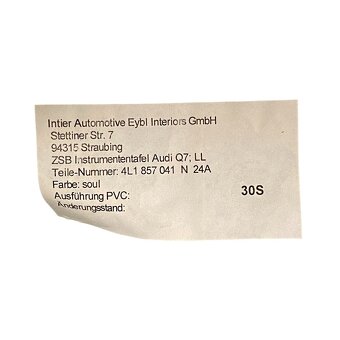 Intier Automotive Eybl Interiors GmbH
Stettiner Str. 7
94315 Straubing
ZSB Instrumententafel Audi Q7; LL
Teile-Nummer: 4L1 857 041 N 24A
Farbe: soul
Ausführung PVC: 30S
Änderungsstand: